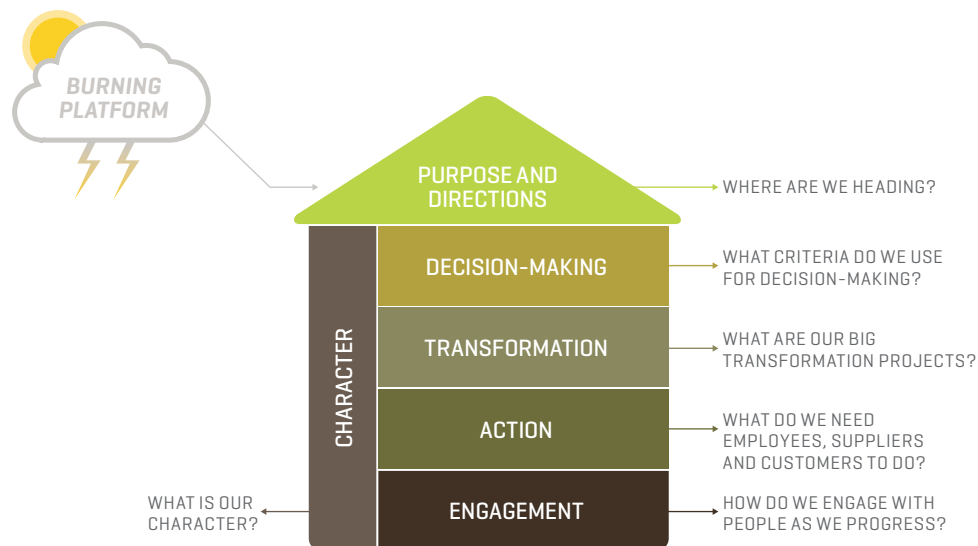 BURNING
PLATFORM
PURPOSE AND
DIRECTIONS
WHERE ARE WE HEADING?
DECISION-MAKING
WHAT CRITERIA DO WE USE
FOR DECISION-MAKING?
TRANSFORMATION
WHAT ARE OUR BIG
TRANSFORMATION PROJECTS?
CHARACTER
ACTION
WHAT DO WE NEED
EMPLOYEES, SUPPLIERS
AND CUSTOMERS TO DO?
WHAT IS OUR
CHARACTER?
ENGAGEMENT
HOW DO WE ENGAGE WITH
PEOPLE AS WE PROGRESS?